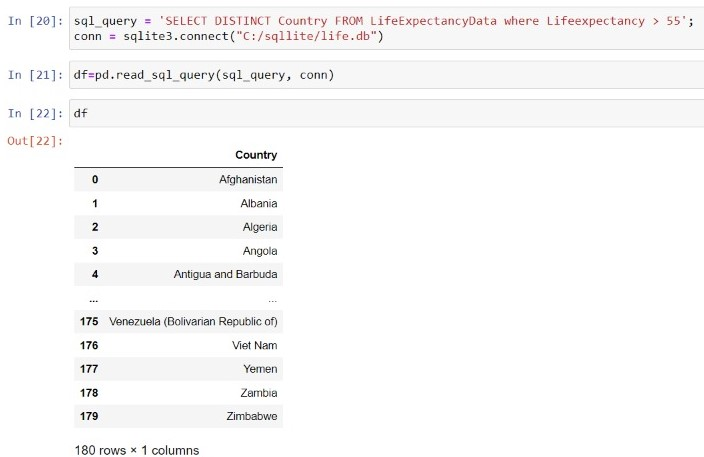 In [20]: sql_query = 'SELECT DISTINCT Country FROM LifeExpectancyData where Lifeexpectancy > 55';
conn = sqlite3.connect("C:/sqllite/life.db")
In [21]: df=pd.read_sql_query(sql_query, conn)
In [22]: df
Out[22]:
Country
0 Afghanistan
1 Albania
2 Algeria
3 Angola
4 Antigua and Barbuda
... ...
175 Venezuela (Bolivarian Republic of)
176 Viet Nam
177 Yemen
178 Zambia
179 Zimbabwe
180 rows × 1 columns